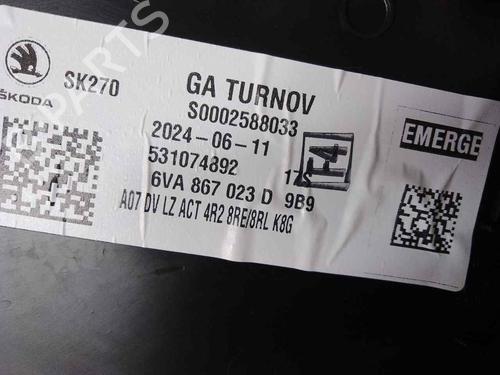 ŠKODA
SK270
GA TURNOV
S0002588033
2024-06-11
531074892
6VA 867 023 D 9B9
A07 DV LZ ACT 4R2 8RE/8RL K8G
EMERGE